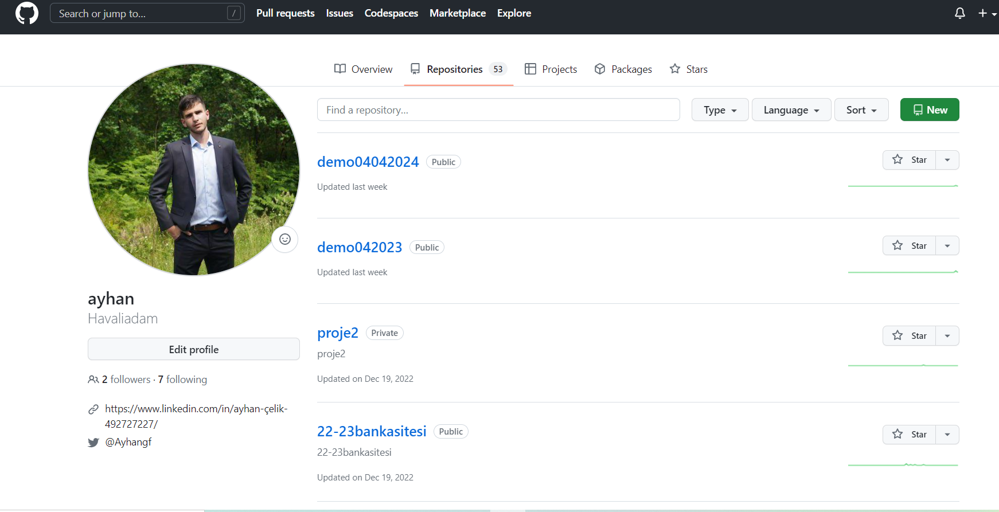 Search or jump to... /
Pull requests Issues Codespaces Marketplace Explore
Overview Repositories 53 Projects Packages Stars
Find a repository... Type Language Sort New
ayhan
Havaliadam
Edit profile
2 followers · 7 following
https://www.linkedin.com/in/ayhan-çelik-
492727227/
@Ayhangf
demo04042024 Public Star
Updated last week
demo042023 Public Star
Updated last week
proje2 Private Star
proje2
Updated on Dec 19, 2022
22-23bankasitesi Public Star
22-23bankasitesi
Updated on Dec 19, 2022